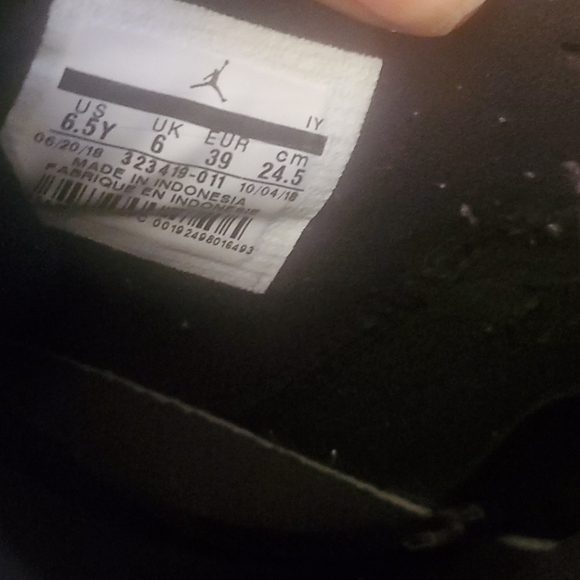 IY
US UK EUR cm
6.5Y 6 39 24.5
06/20/18 323419-011 10/04/18
MADE IN INDONESIA
FABRIQUE EN INDONESIE
00192498016493